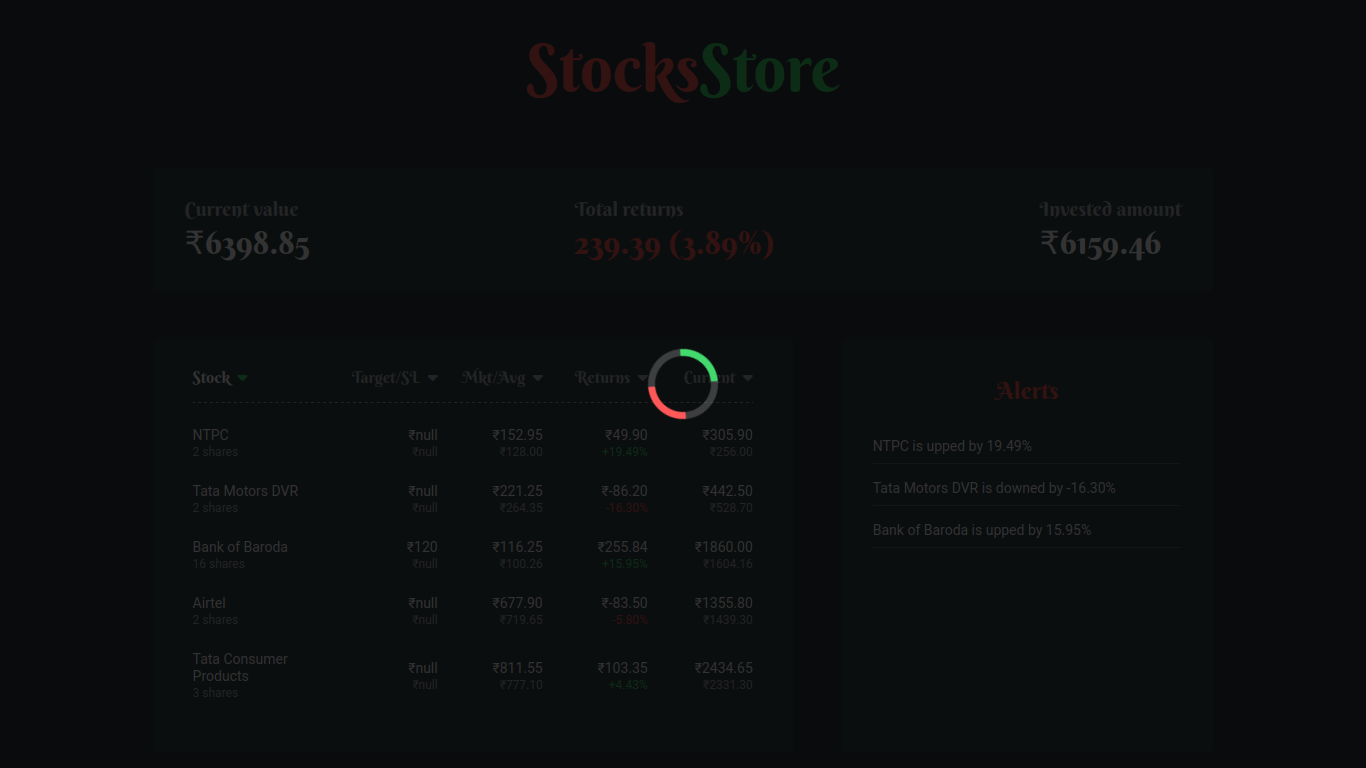 StocksStore
Current value Total returns Invested amount
₹6398.85 239.39 (3.89%) ₹6159.46
Stock Target/SL Mkt/Avg Returns Current
NTPC ₹null ₹152.95 ₹49.90 ₹305.90
2 shares ₹null ₹128.00 +19.49% ₹256.00
Tata Motors DVR ₹null ₹221.25 ₹-86.20 ₹442.50
2 shares ₹null ₹264.35 -16.30% ₹528.70
Bank of Baroda ₹120 ₹116.25 ₹255.84 ₹1860.00
16 shares ₹null ₹100.26 +15.95% ₹1604.16
Airtel ₹null ₹677.90 ₹-83.50 ₹1355.80
2 shares ₹null ₹719.65 -5.80% ₹1439.30
Tata Consumer
Products ₹null ₹811.55 ₹103.35 ₹2434.65
3 shares ₹null ₹777.10 +4.43% ₹2331.30
Alerts
NTPC is upped by 19.49%
Tata Motors DVR is downed by -16.30%
Bank of Baroda is upped by 15.95%